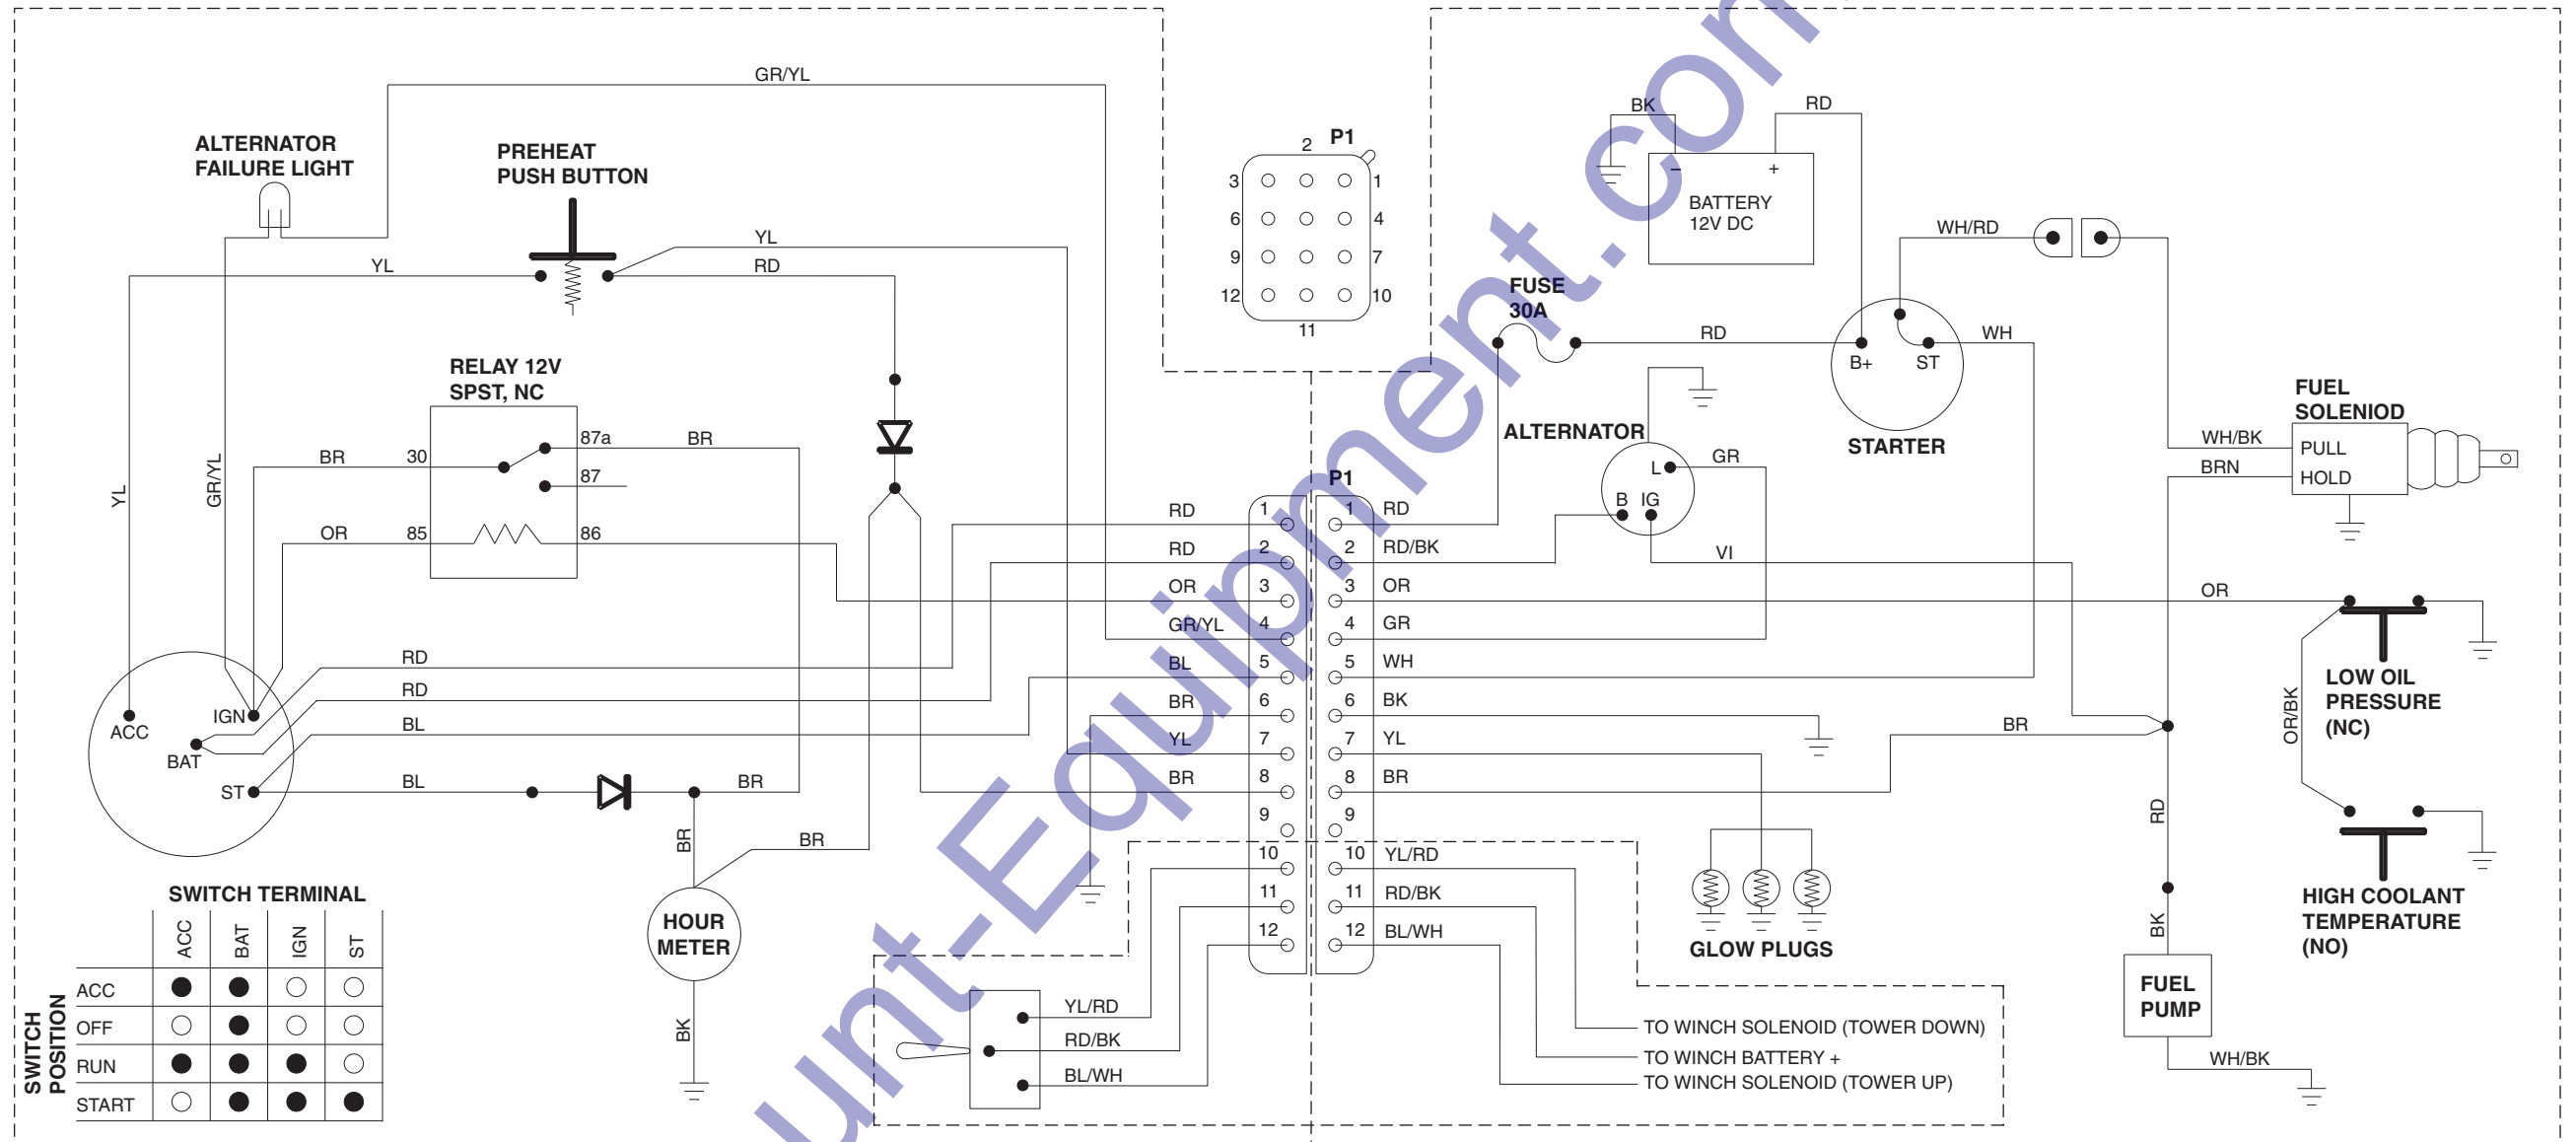 GR/YL
ALTERNATOR
FAILURE LIGHT
PREHEAT
PUSH BUTTON
YL
YL
RD
YL
GR/YL
RELAY 12V
SPST, NC
BR
30
87a
BR
87
OR
85
86
RD
RD
BL
BL
BR
BR
BR
ACC
IGN
BAT
ST
HOUR
METER
BK
SWITCH TERMINAL
ACC
BAT
IGN
ST
SWITCH
POSITION
ACC
OFF
RUN
START
P1
2
3
1
6
4
9
7
12
10
11
P1
RD
1
1
RD
RD
2
2
RD/BK
OR
3
3
OR
GR/YL
4
4
GR
BL
5
5
WH
BR
6
6
BK
YL
7
7
YL
BR
8
8
BR
9
9
10
10
YL/RD
11
11
RD/BK
12
12
BL/WH
YL/RD
RD/BK
BL/WH
TO WINCH SOLENOID (TOWER DOWN)
TO WINCH BATTERY +
TO WINCH SOLENOID (TOWER UP)
BK
RD
–
+
BATTERY
12V DC
FUSE
30A
RD
WH/RD
WH
B+
ST
STARTER
ALTERNATOR
L
GR
B
IG
VI
FUEL
SOLENIOD
WH/BK
PULL
BRN
HOLD
OR
LOW OIL
PRESSURE
(NC)
OR/BK
BR
RD
HIGH COOLANT
TEMPERATURE
(NO)
BK
FUEL
PUMP
WH/BK
GLOW PLUGS
unt-Equipment.com